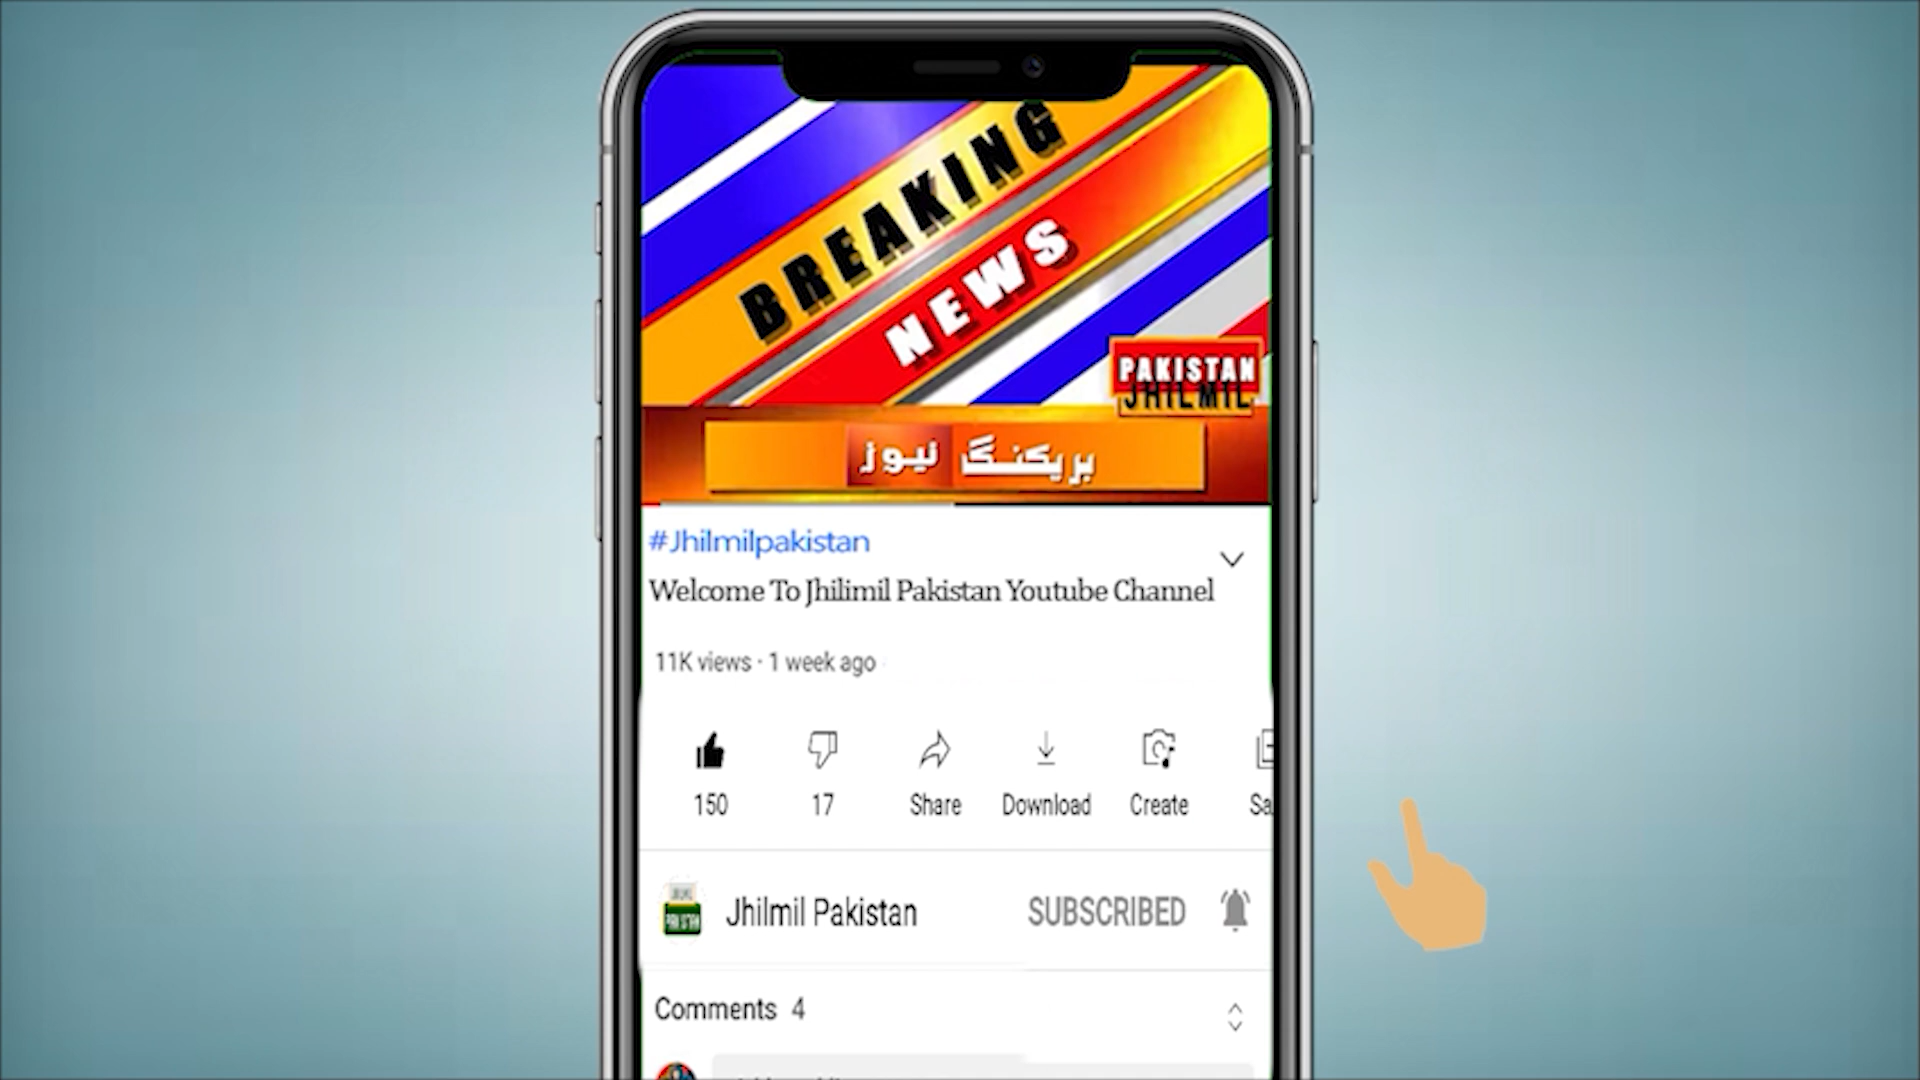 BREAKING
NEWS
PAKISTAN
JHILMIL
بریکنگ نیوز
#Jhilmilpakistan
Welcome To Jhilimil Pakistan Youtube Channel
11K views · 1 week ago
150 17 Share Download Create Sa
Jhilmil Pakistan SUBSCRIBED
Comments 4